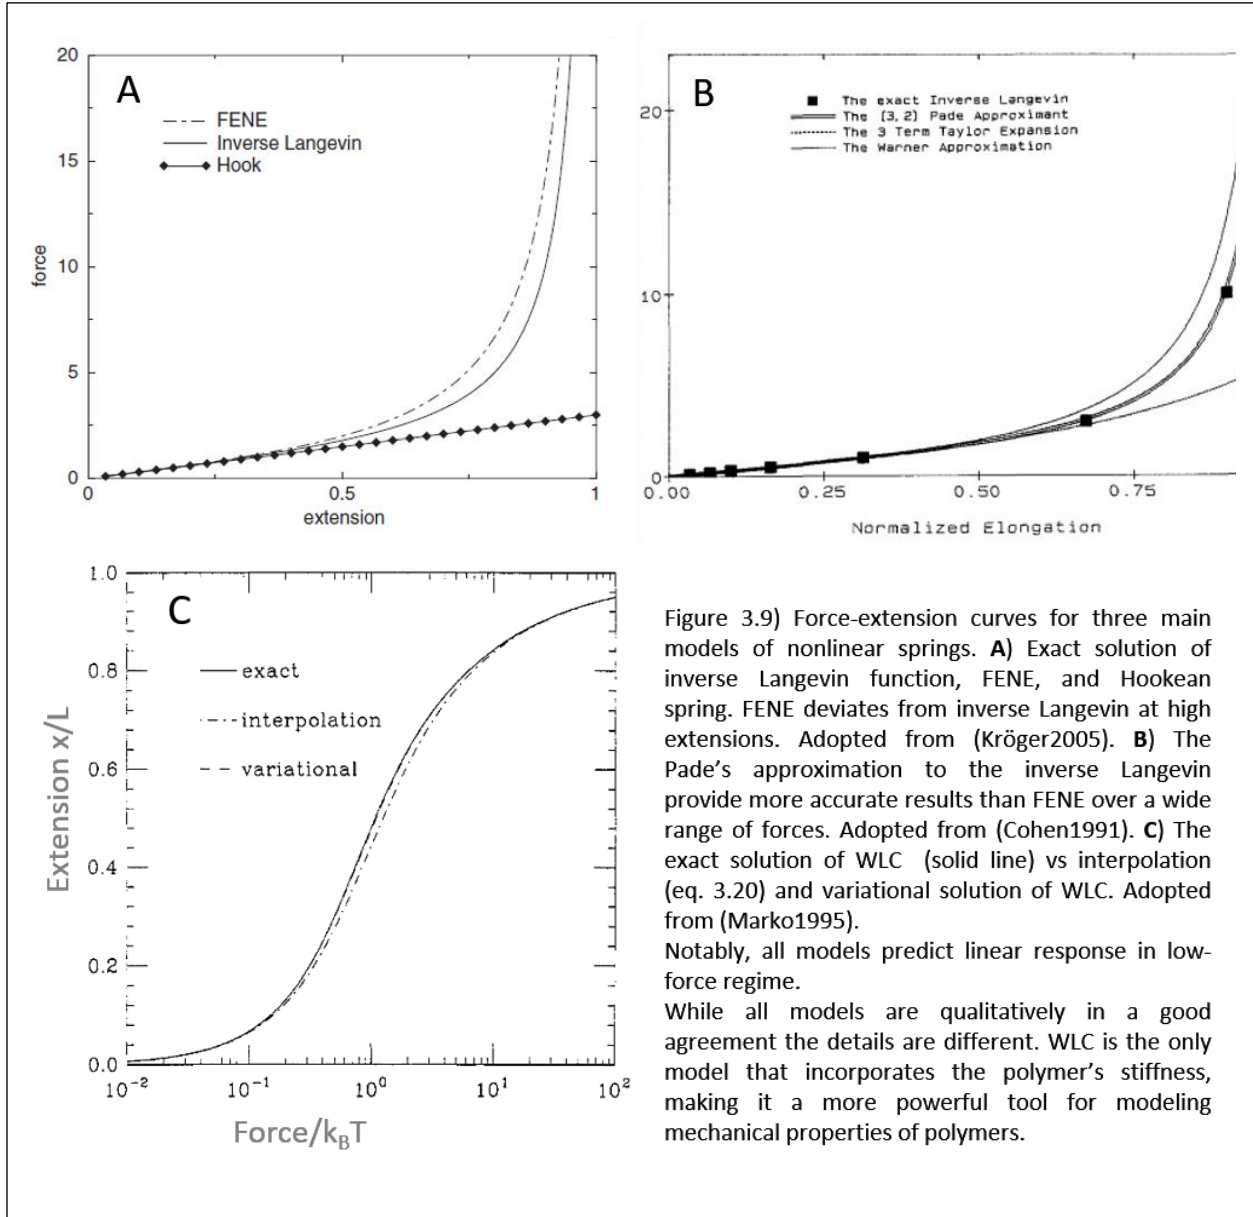 A
20
15
10
5
0
force
FENE
Inverse Langevin
Hook
0
0.5
1
extension
B
20
10
0
The exact Inverse Langevin
The (3, 2) Pade Approximant
The 3 Term Taylor Expansion
The Warner Approximation
0.00
0.25
0.50
0.75
Normalized Elongation
C
1.0
0.8
0.6
0.4
0.2
0.0
Extension x/L
exact
interpolation
variational
10⁻²
10⁻¹
10⁰
10¹
10²
Force/k_BT
Figure 3.9) Force-extension curves for three main
models of nonlinear springs. A) Exact solution of
inverse Langevin function, FENE, and Hookean
spring. FENE deviates from inverse Langevin at high
extensions. Adopted from (Kröger2005). B) The
Pade’s approximation to the inverse Langevin
provide more accurate results than FENE over a wide
range of forces. Adopted from (Cohen1991). C) The
exact solution of WLC (solid line) vs interpolation
(eq. 3.20) and variational solution of WLC. Adopted
from (Marko1995).
Notably, all models predict linear response in low-
force regime.
While all models are qualitatively in a good
agreement the details are different. WLC is the only
model that incorporates the polymer’s stiffness,
making it a more powerful tool for modeling
mechanical properties of polymers.